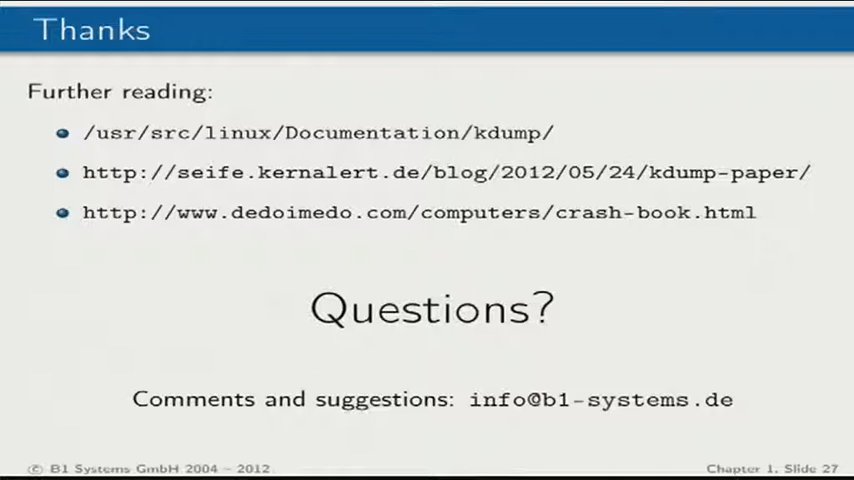 Thanks
Further reading:
/usr/src/linux/Documentation/kdump/
http://seife.kernalert.de/blog/2012/05/24/kdump-paper/
http://www.dedoimedo.com/computers/crash-book.html
Questions?
Comments and suggestions: info@b1-systems.de
© B1 Systems GmbH 2004 – 2012 Chapter 1, Slide 27